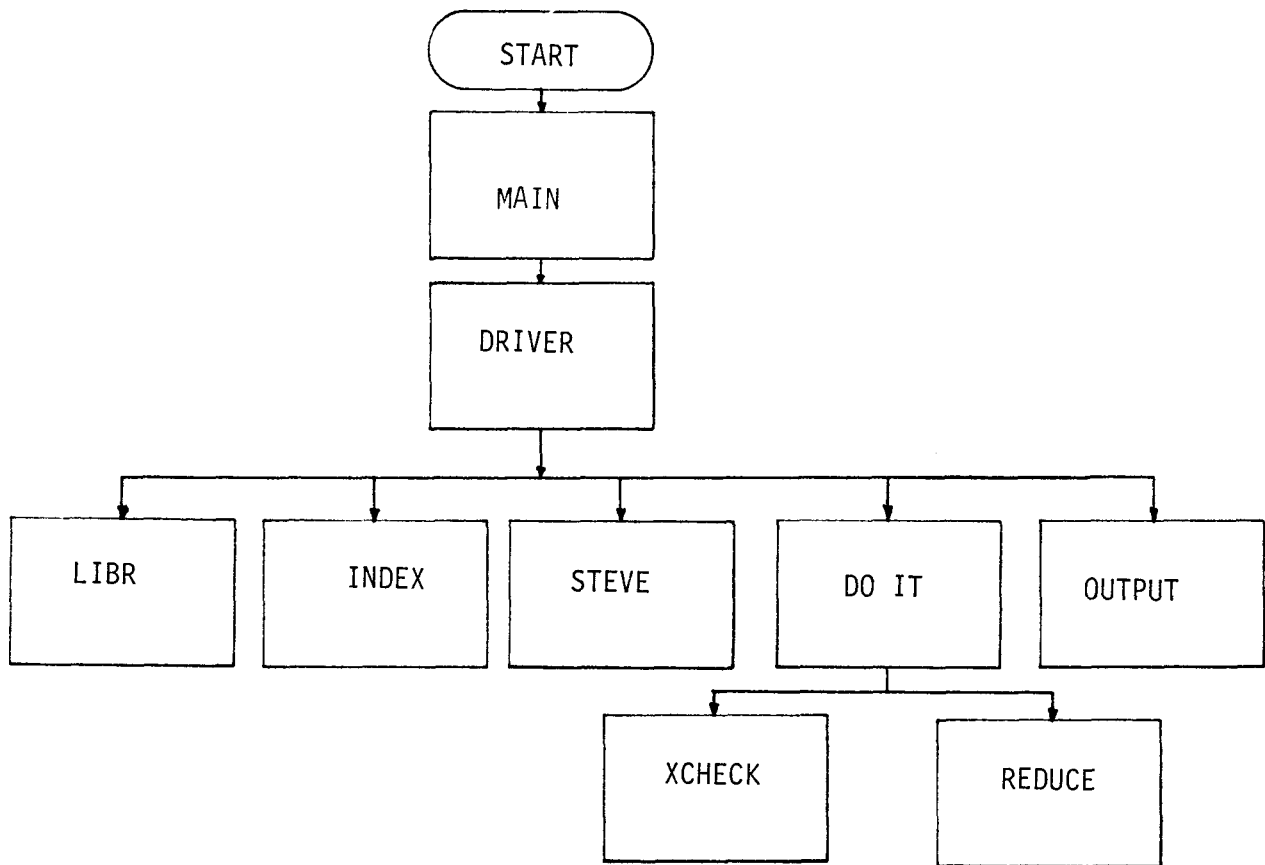 START
MAIN
DRIVER
LIBR
INDEX
STEVE
DO IT
OUTPUT
XCHECK
REDUCE